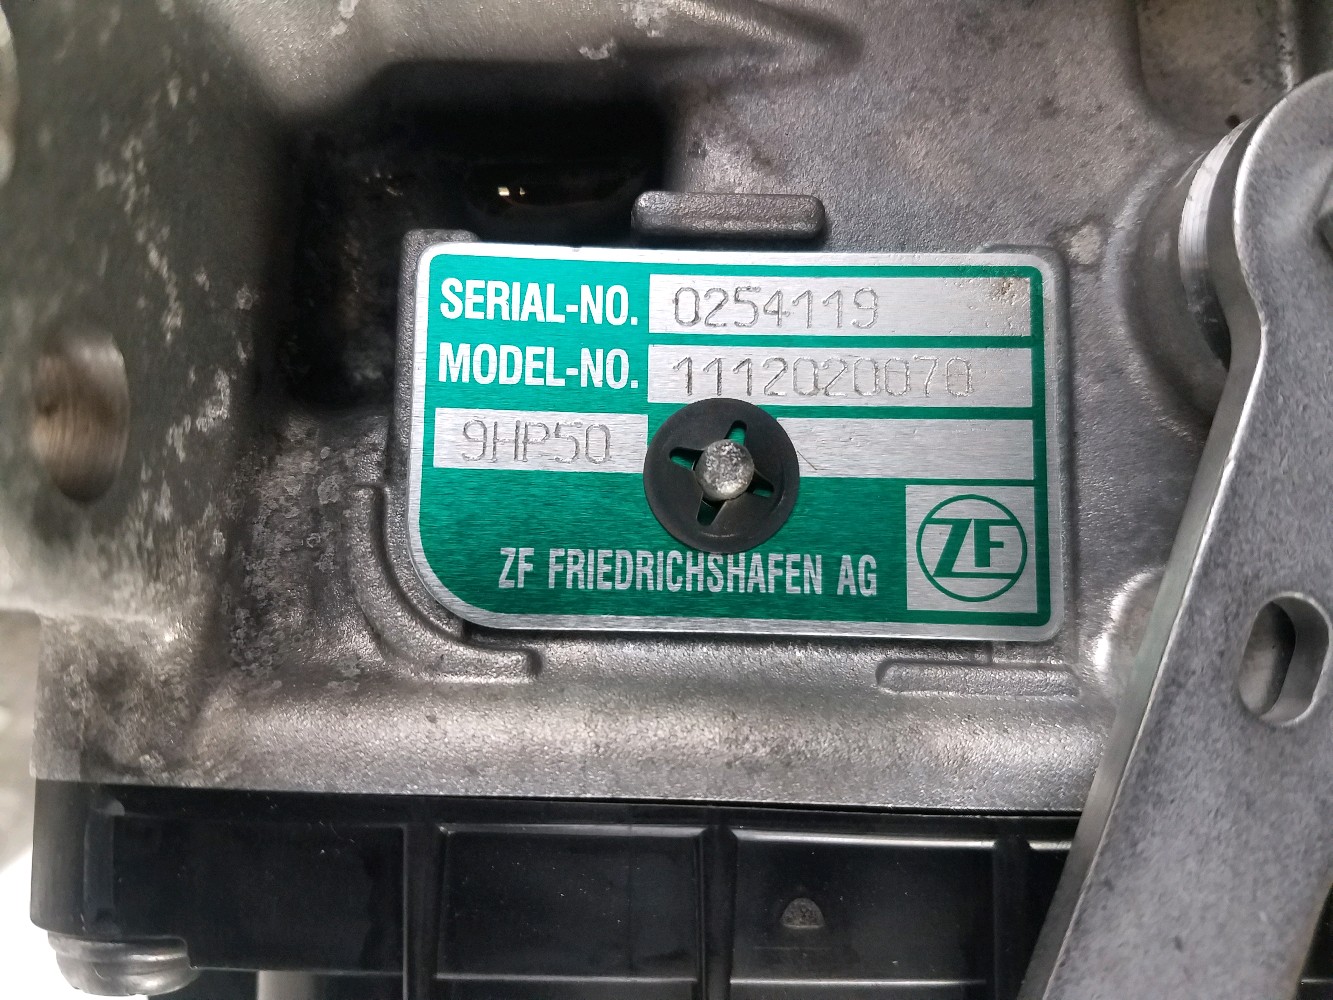 SERIAL-NO. 0254119
MODEL-NO. 1112020070
9HP50
ZF FRIEDRICHSHAFEN AG
ZF